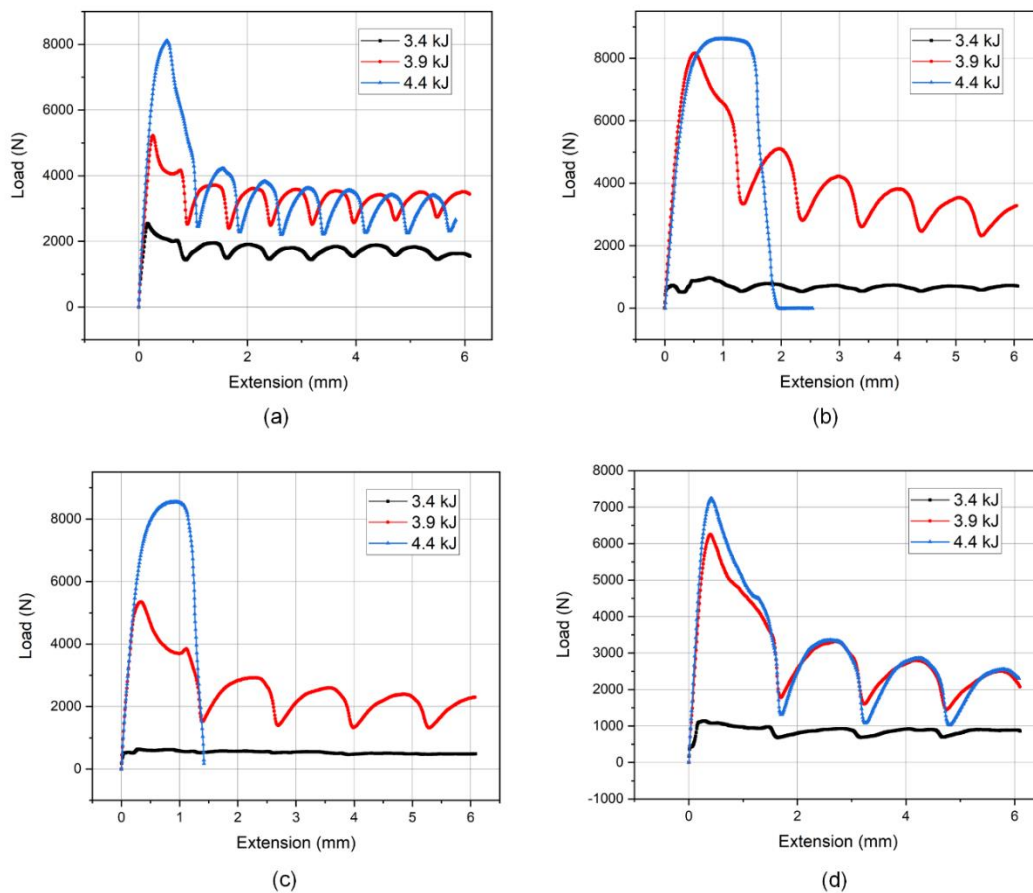 8000
6000
4000
2000
0
Load (N)
3.4 kJ
3.9 kJ
4.4 kJ
0 2 4 6
Extension (mm)
(a)
8000
6000
4000
2000
0
Load (N)
3.4 kJ
3.9 kJ
4.4 kJ
0 1 2 3 4 5 6
Extension (mm)
(b)
8000
6000
4000
2000
0
Load (N)
3.4 kJ
3.9 kJ
4.4 kJ
0 1 2 3 4 5 6
Extension (mm)
(c)
8000
7000
6000
5000
4000
3000
2000
1000
0
-1000
Load (N)
3.4 kJ
3.9 kJ
4.4 kJ
0 2 4 6
Extension (mm)
(d)